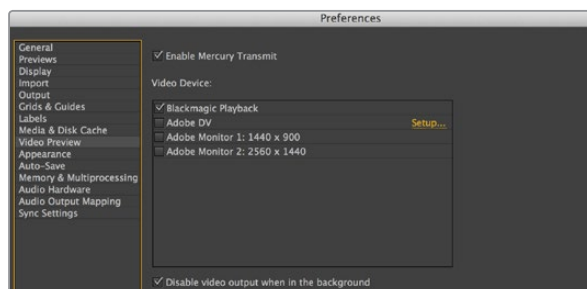 Preferences
General
Previews
Display
Import
Output
Grids & Guides
Labels
Media & Disk Cache
Video Preview
Appearance
Auto-Save
Memory & Multiprocessing
Audio Hardware
Audio Output Mapping
Sync Settings
Enable Mercury Transmit
Video Device:
Blackmagic Playback
Adobe DV Setup...
Adobe Monitor 1: 1440 x 900
Adobe Monitor 2: 2560 x 1440
Disable video output when in the background